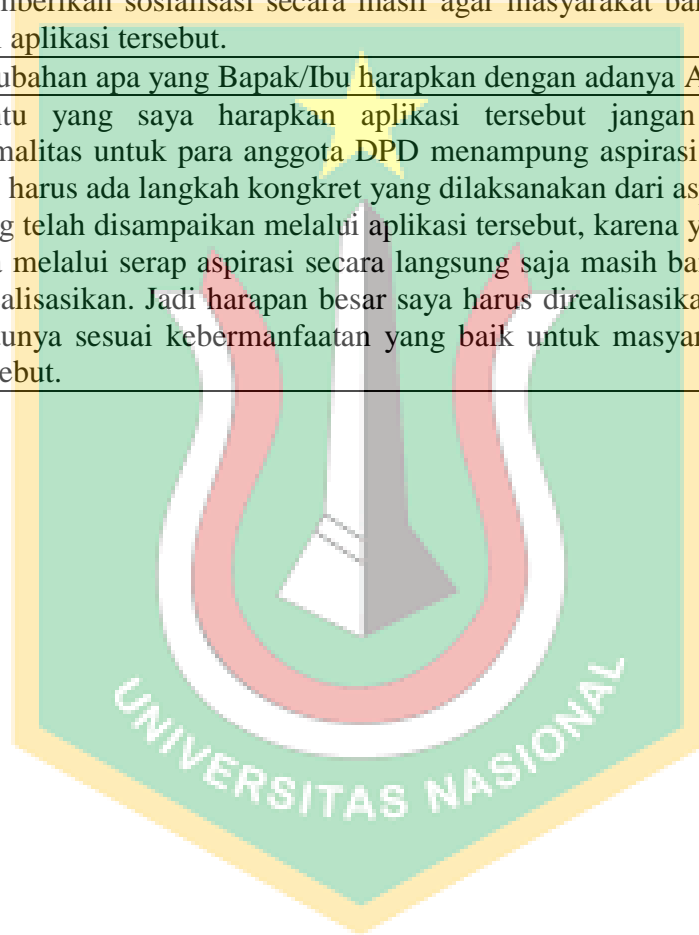 mberikan sosialisasi secara masif agar masyarakat ba
aplikasi tersebut.
ubahan apa yang Bapak/Ibu harapkan dengan adanya A
ntu yang saya harapkan aplikasi tersebut jangan
malitas untuk para anggota DPD menampung aspirasi
harus ada langkah kongkret yang dilaksanakan dari as
g telah disampaikan melalui aplikasi tersebut, karena y
melalui serap aspirasi secara langsung saja masih ba
alisasikan. Jadi harapan besar saya harus direalisasika
unya sesuai kebermanfaatan yang baik untuk masyar
ebut.
UNIVERSITAS NASIONAL